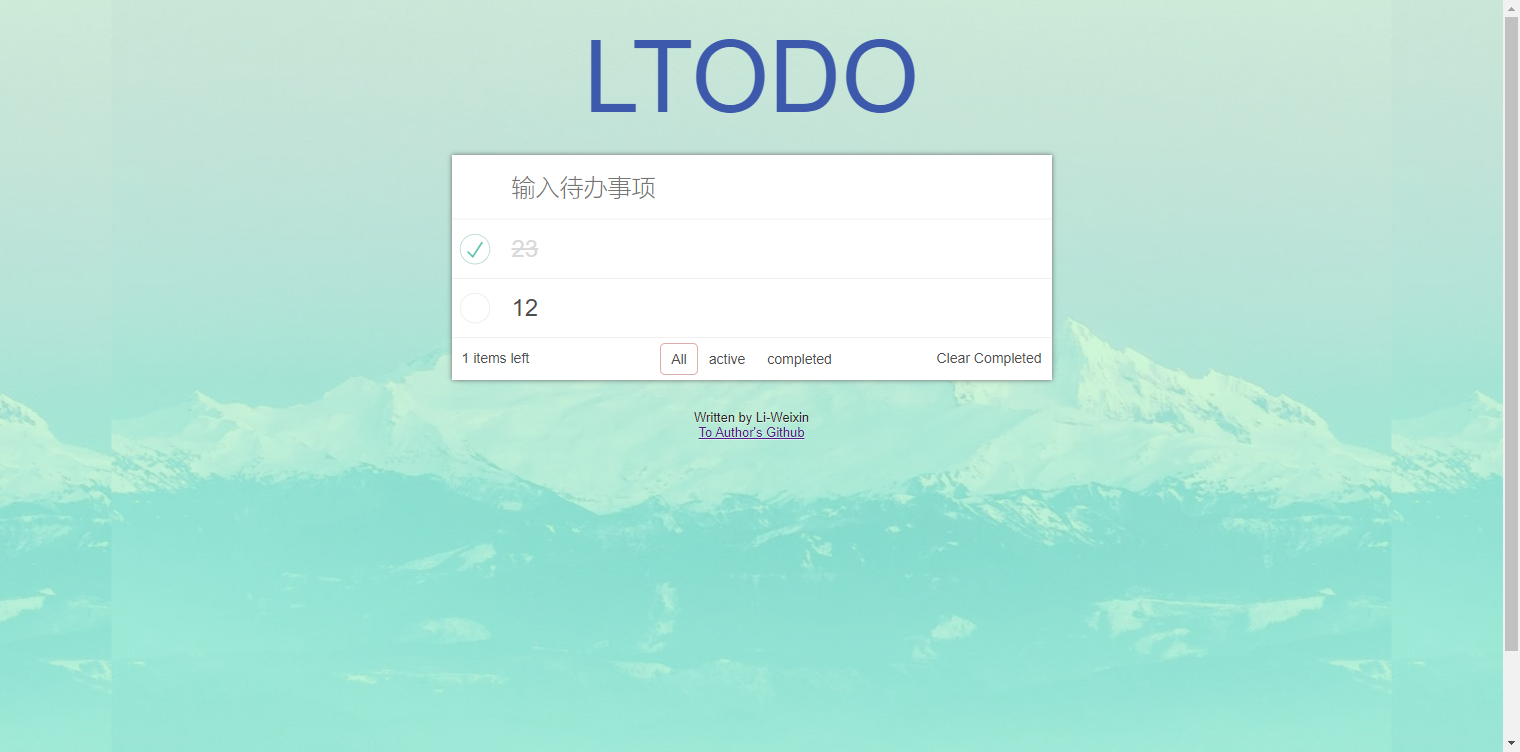 LTODO
输入待办事项
23
12
1 items left All active completed Clear Completed
Written by Li-Weixin
To Author's Github